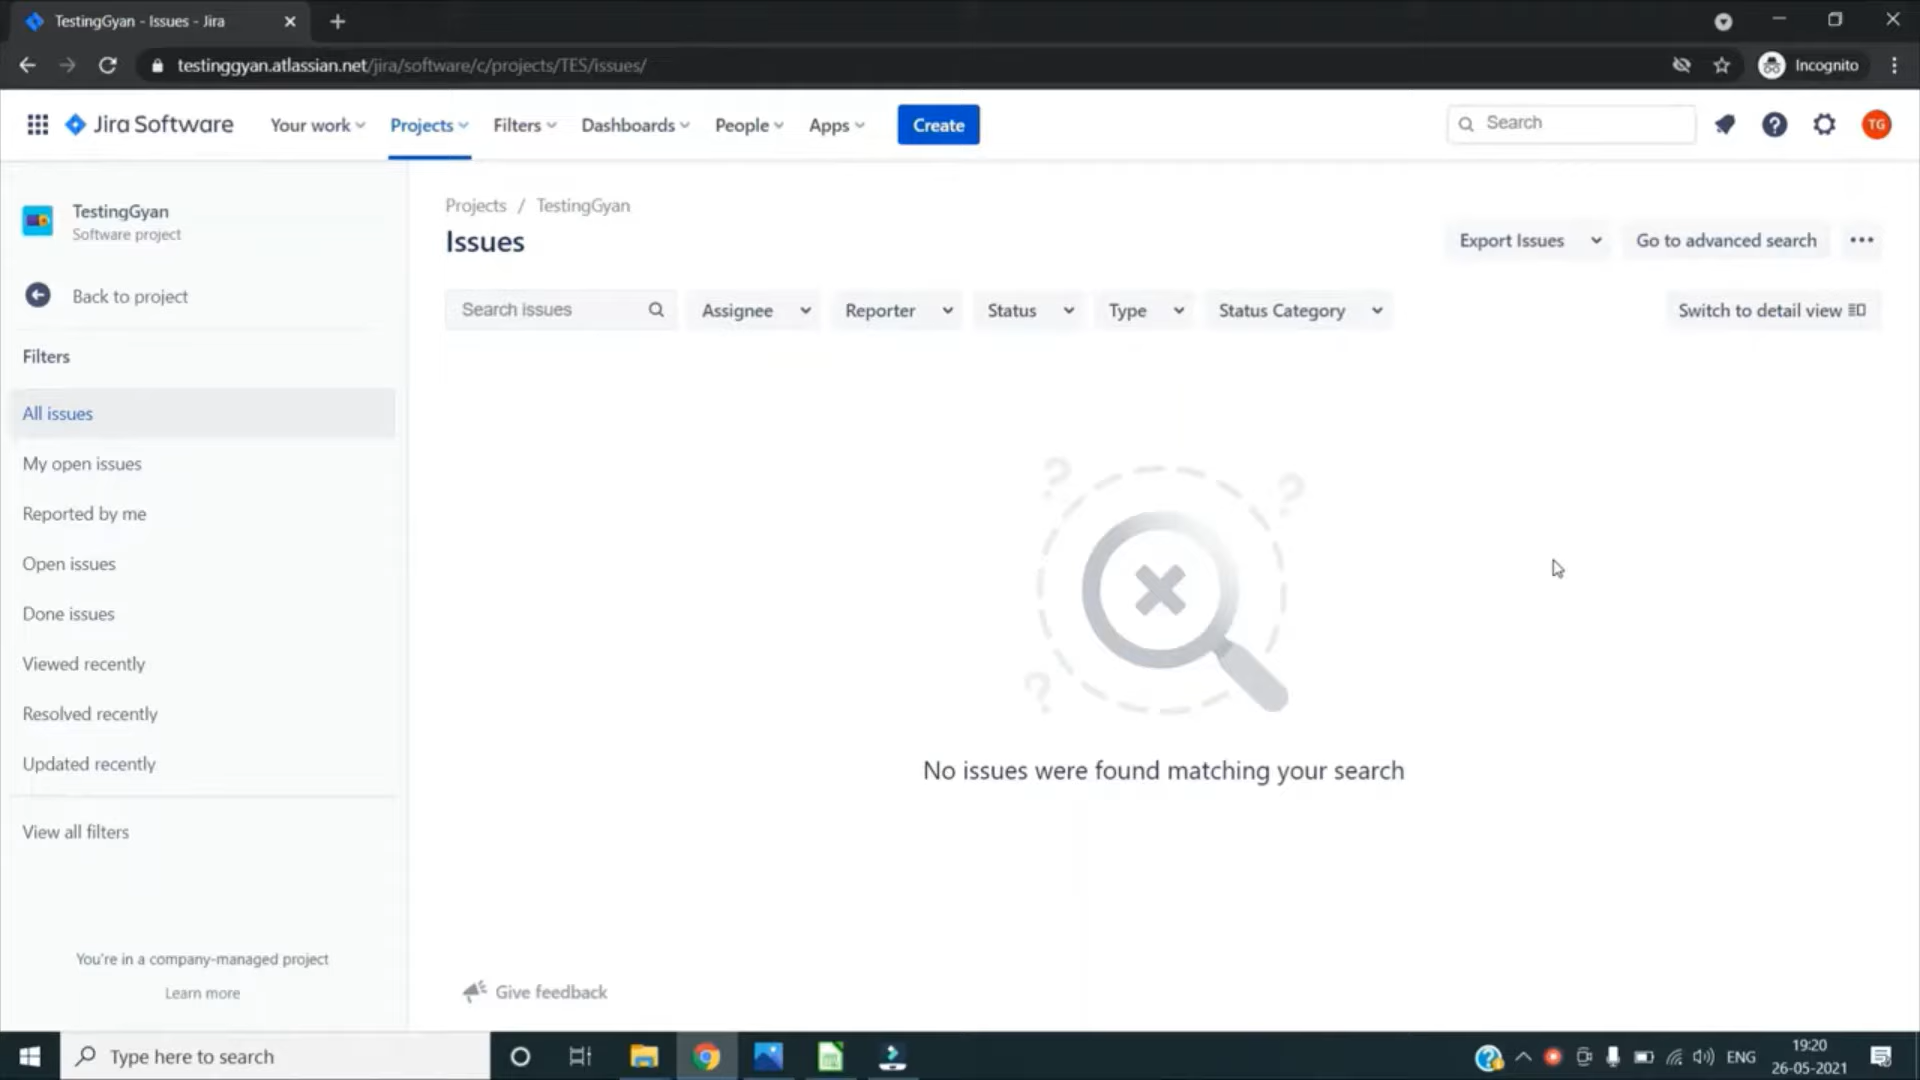 TestingGyan - Issues - Jira
testinggyan.atlassian.net/jira/software/c/projects/TES/issues/
Incognito
Jira Software
Your work
Projects
Filters
Dashboards
People
Apps
Create
Search
TG
TestingGyan
Software project
Back to project
Filters
All issues
My open issues
Reported by me
Open issues
Done issues
Viewed recently
Resolved recently
Updated recently
View all filters
You're in a company-managed project
Learn more
Projects / TestingGyan
Issues
Export Issues
Go to advanced search
Search issues
Assignee
Reporter
Status
Type
Status Category
Switch to detail view
No issues were found matching your search
Give feedback
Type here to search
ENG
19:20
26-05-2021